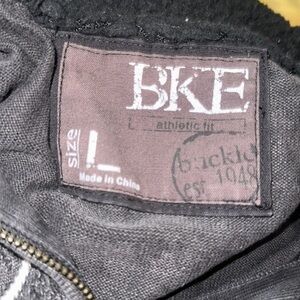 BKE
L athletic fit
size
L
Made in China
buckle
est 1948